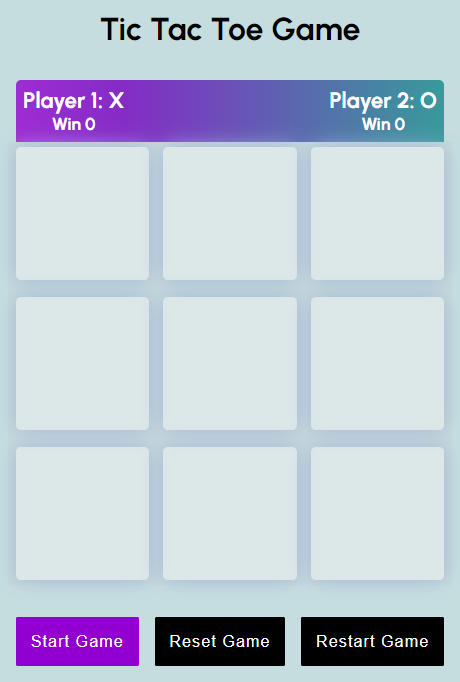 Tic Tac Toe Game
Player 1: X
Win 0
Player 2: O
Win 0
Start Game
Reset Game
Restart Game